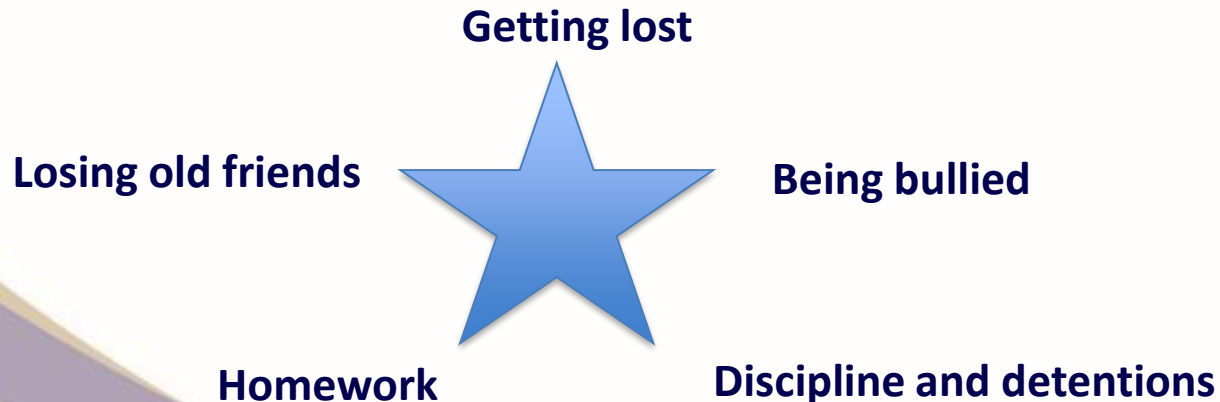 Getting lost
Losing old friends
Being bullied
Homework
Discipline and detentions